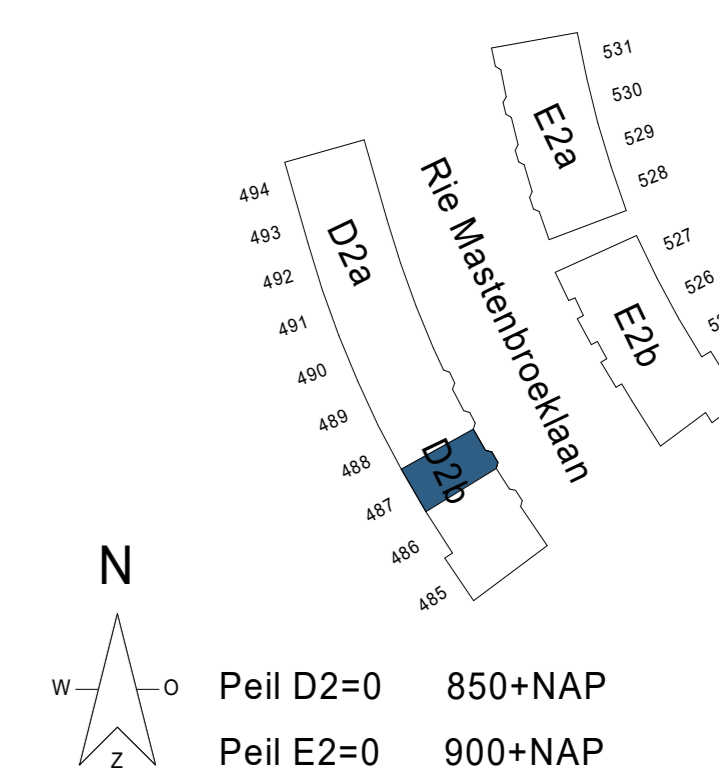 531
530
529
528
E2a
527
526
E2b
Rie Mastenbroeklaan
494
493
492
491
490
489
488
487
486
485
D2a
D2b
N
W O
Z
Peil D2=0 850+NAP
Peil E2=0 900+NAP